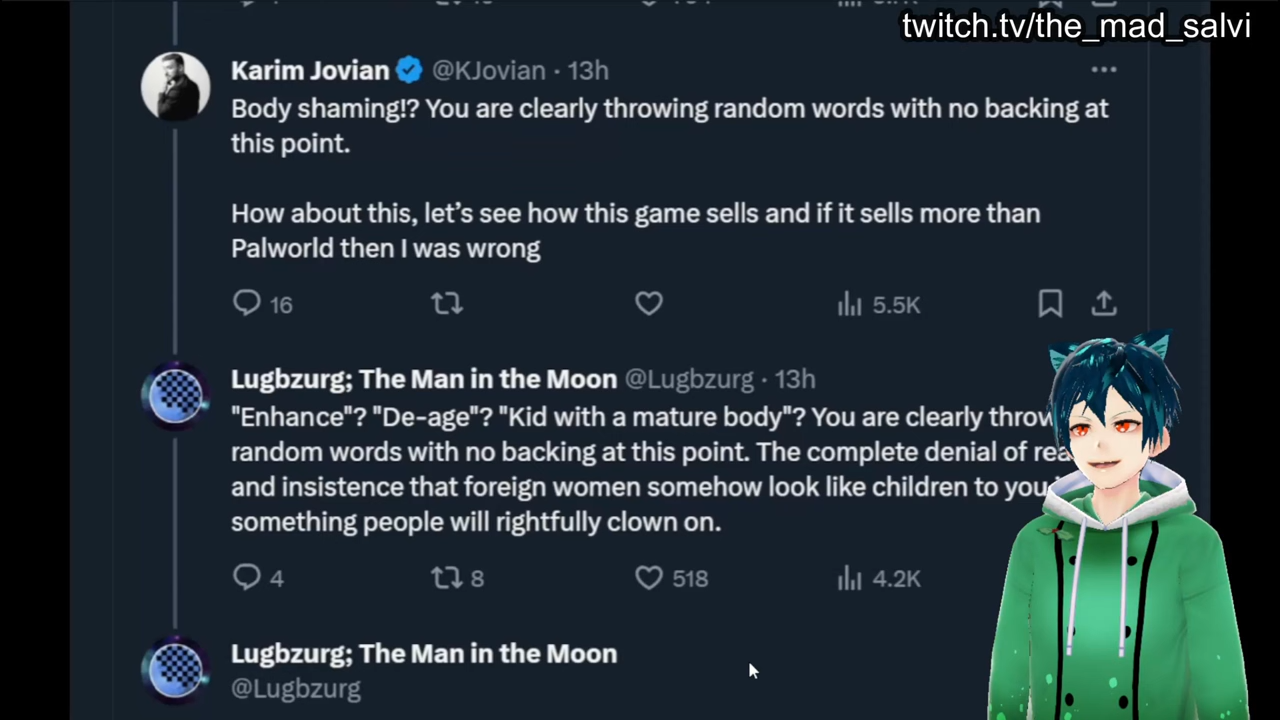 twitch.tv/the_mad_salvi
Karim Jovian @KJovian · 13h
Body shaming!? You are clearly throwing random words with no backing at
this point.
How about this, let's see how this game sells and if it sells more than
Palworld then I was wrong
16 5.5K
Lugbzurg; The Man in the Moon @Lugbzurg · 13h
"Enhance"? "De-age"? "Kid with a mature body"? You are clearly
random words with no backing at this point. The complete denial of
and insistence that foreign women somehow look like children to you
something people will rightfully clown on.
4 8 518 4.2K
Lugbzurg; The Man in the Moon
@Lugbzurg